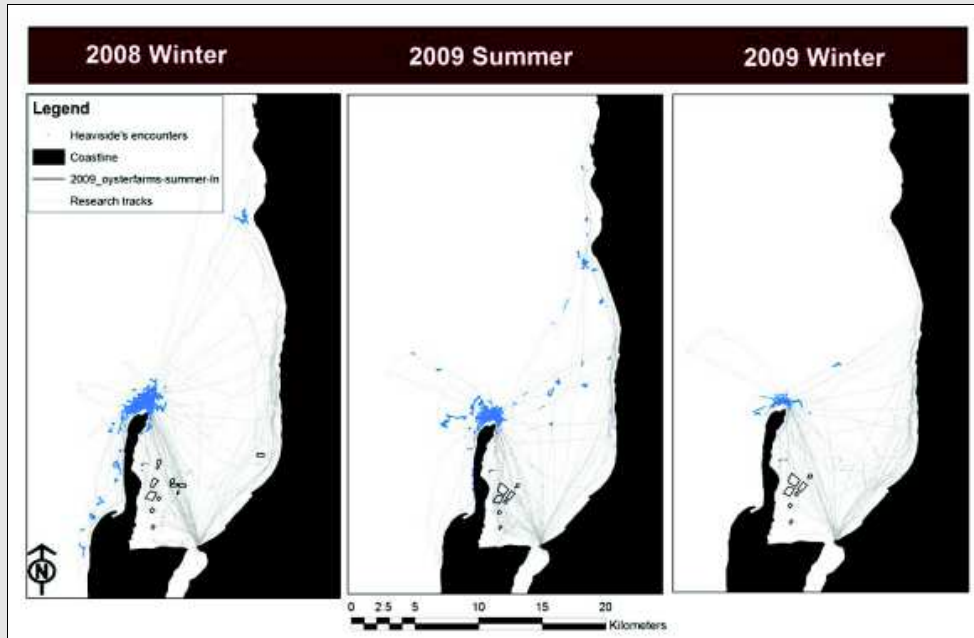 2008 Winter
2009 Summer
2009 Winter
Legend
Heaviside's encounters
Coastline
2009_oysterfarms-summer-ln
Research tracks
N
0 2.5 5 10 15 20
Kilometers